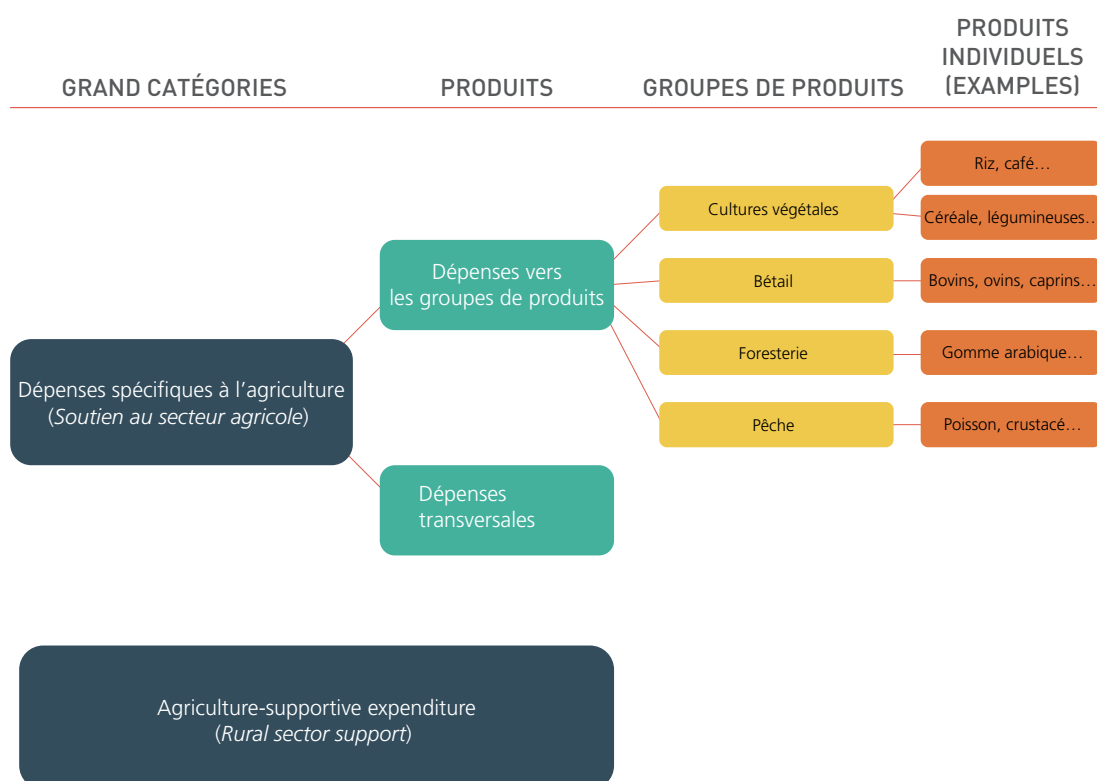 GRAND CATÉGORIES
PRODUITS
GROUPES DE PRODUITS
PRODUITS
INDIVIDUELS
(EXAMPLES)
Riz, café…
Cultures végétales
Céréale, légumineuses…
Dépenses vers
les groupes de produits
Bétail
Bovins, ovins, caprins…
Foresterie
Gomme arabique…
Dépenses spécifiques à l’agriculture
(Soutien au secteur agricole)
Pêche
Poisson, crustacé…
Dépenses
transversales
Agriculture-supportive expenditure
(Rural sector support)